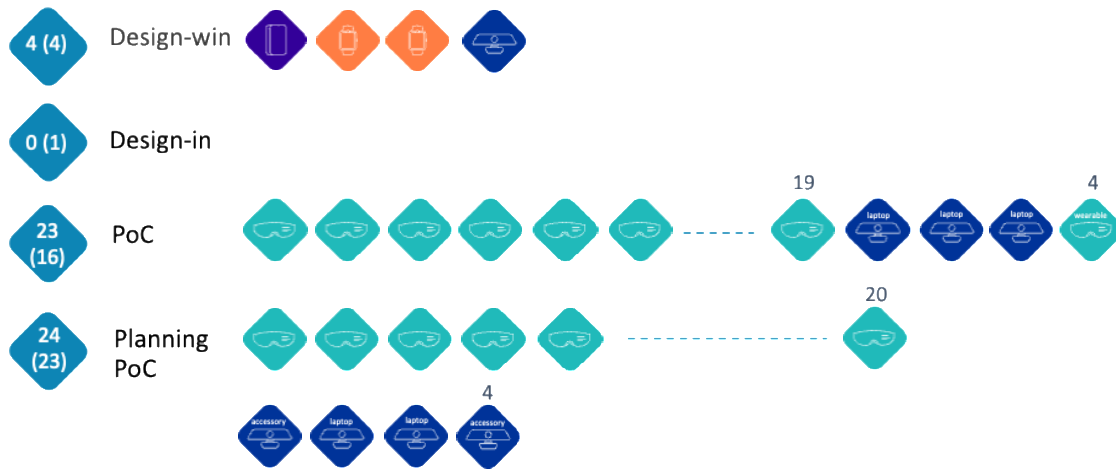 4 (4) Design-win
0 (1) Design-in
19 4
23
(16)
PoC
laptop laptop laptop wearable
20
24
(23)
Planning
PoC
4
accessory laptop laptop accessory